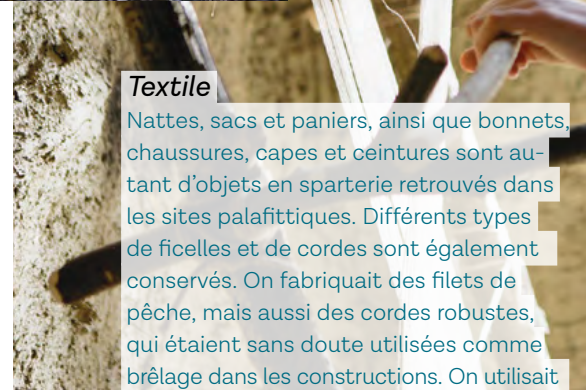 Textile
Nattes, sacs et paniers, ainsi que bonnets,
chaussures, capes et ceintures sont au-
tant d’objets en sparterie retrouvés dans
les sites palafittiques. Différents types
de ficelles et de cordes sont également
conservés. On fabriquait des filets de
pêche, mais aussi des cordes robustes,
qui étaient sans doute utilisées comme
brêlage dans les constructions. On utilisait